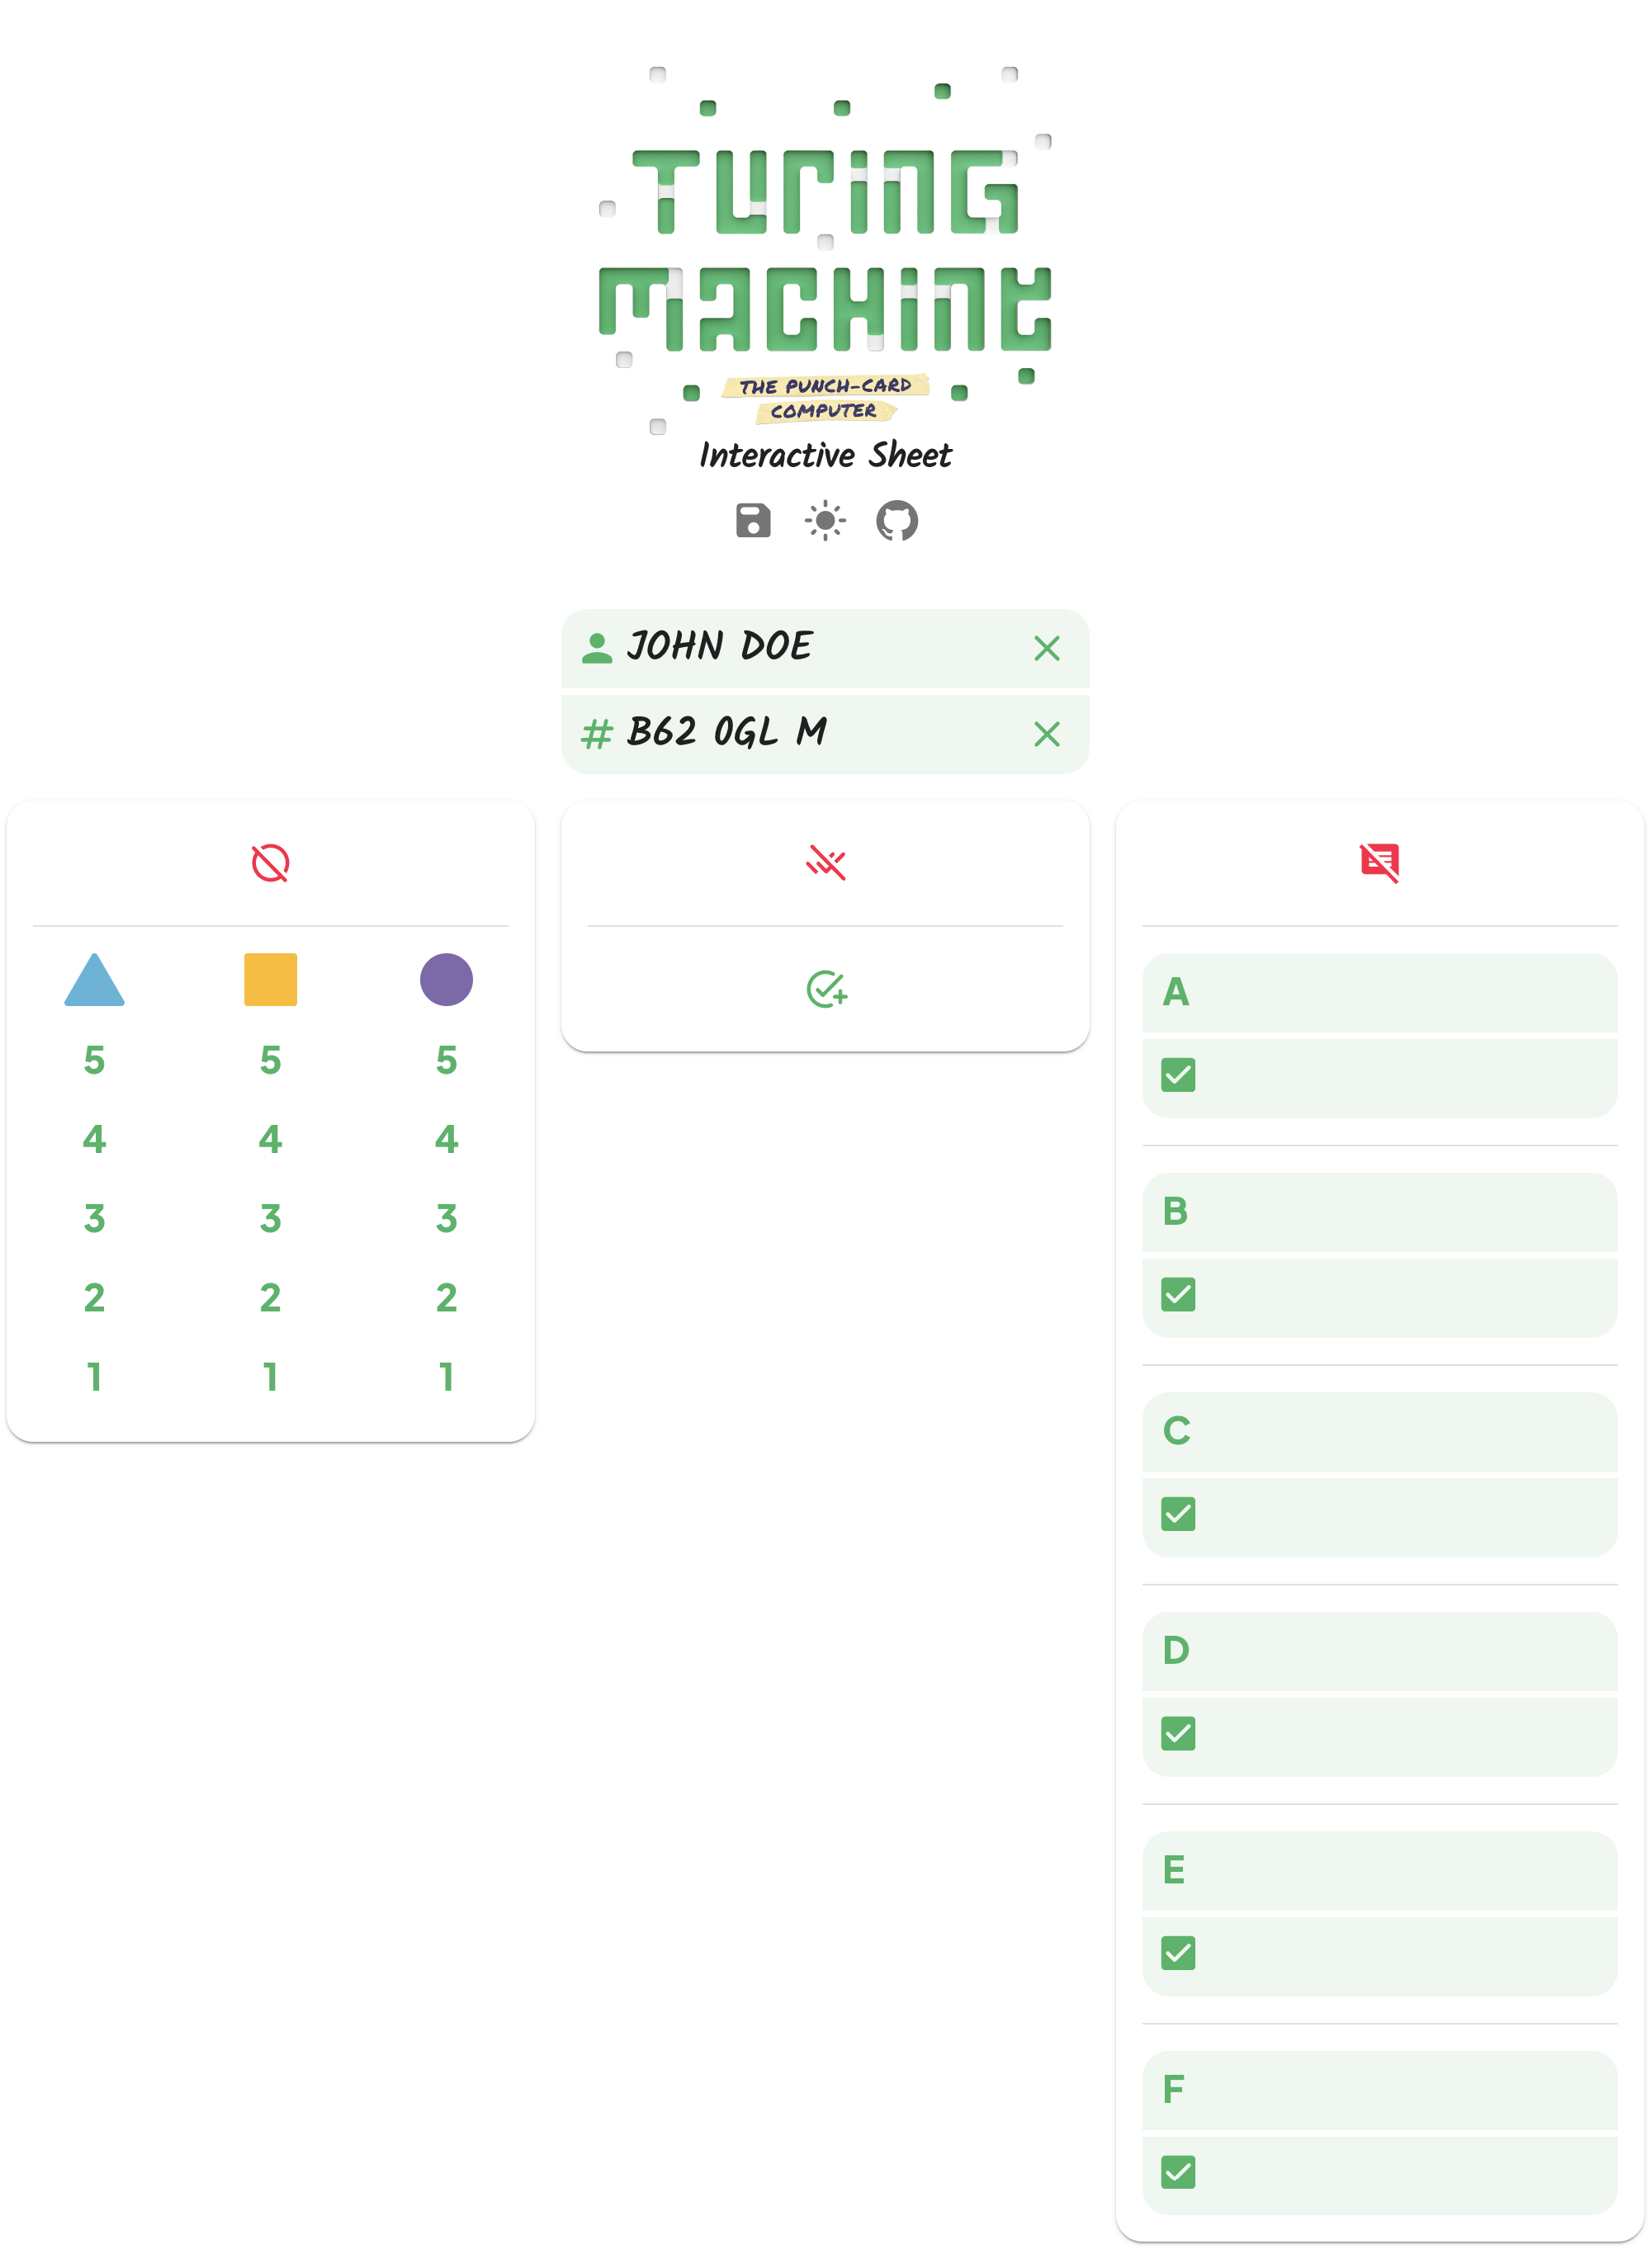 TURING
MACHINE
THE PUNCH-CARD
COMPUTER
Interactive Sheet
JOHN DOE
# B62 0GL M
5 5 5
4 4 4
3 3 3
2 2 2
1 1 1
A
B
C
D
E
F